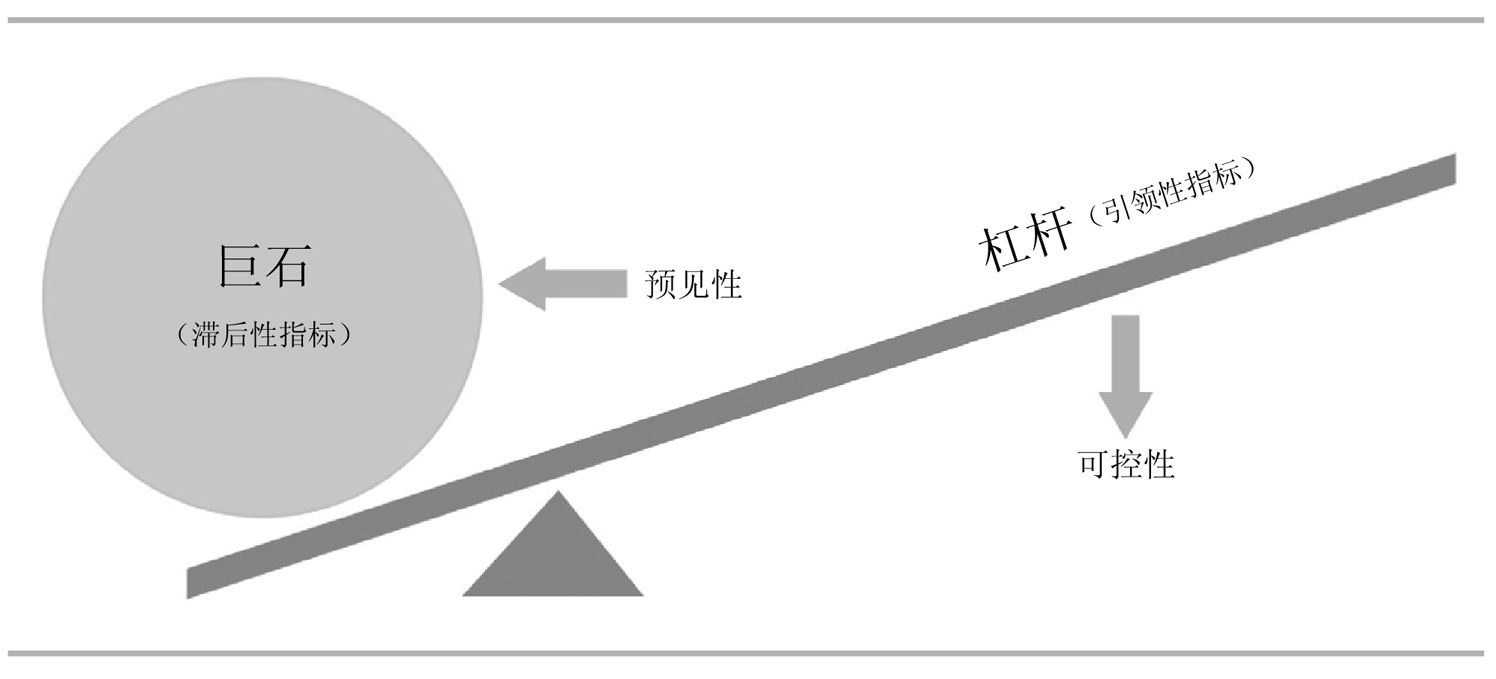 巨石
（滞后性指标）
预见性
杠杆（引领性指标）
可控性